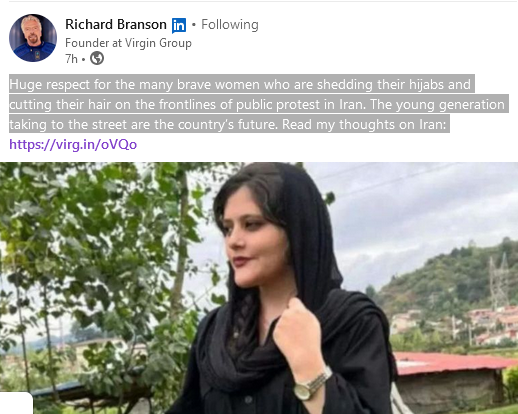 Richard Branson in • Following
Founder at Virgin Group
7h •
Huge respect for the many brave women who are shedding their hijabs and
cutting their hair on the frontlines of public protest in Iran. The young generation
taking to the street are the country's future. Read my thoughts on Iran:
https://virg.in/oVQo